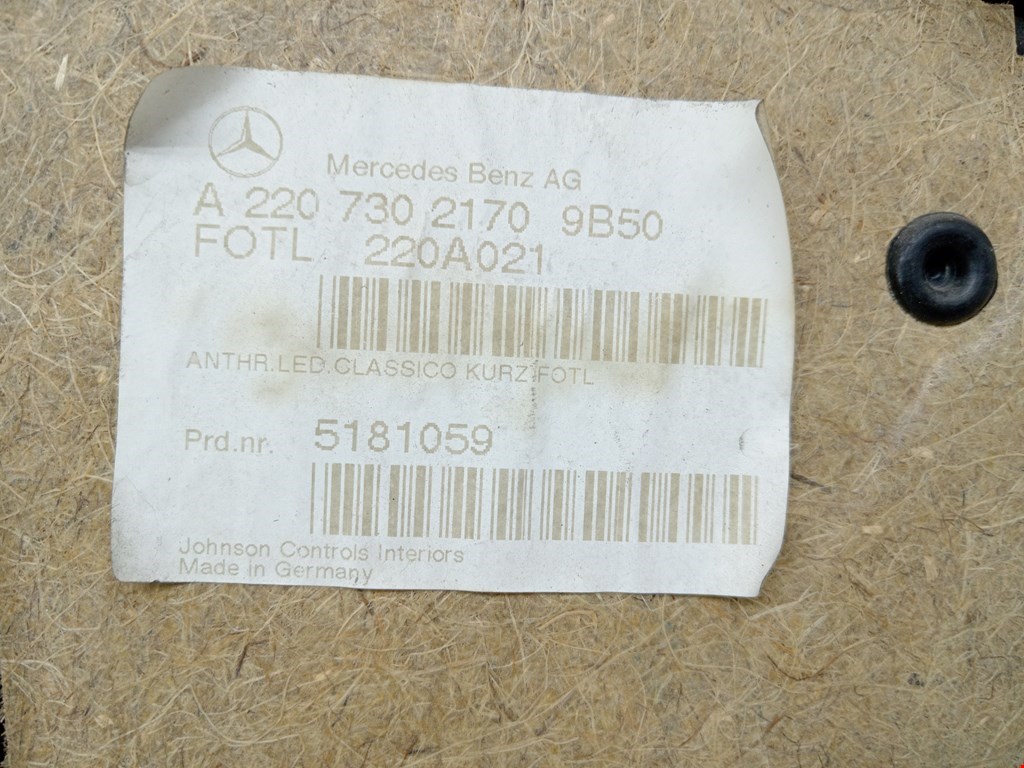 Mercedes Benz AG
A 220 730 2170 9B50
FOTL 220A021
ANTHR.LED.CLASSICO KURZ FOTL
Prd.nr. 5181059
Johnson Controls Interiors
Made in Germany